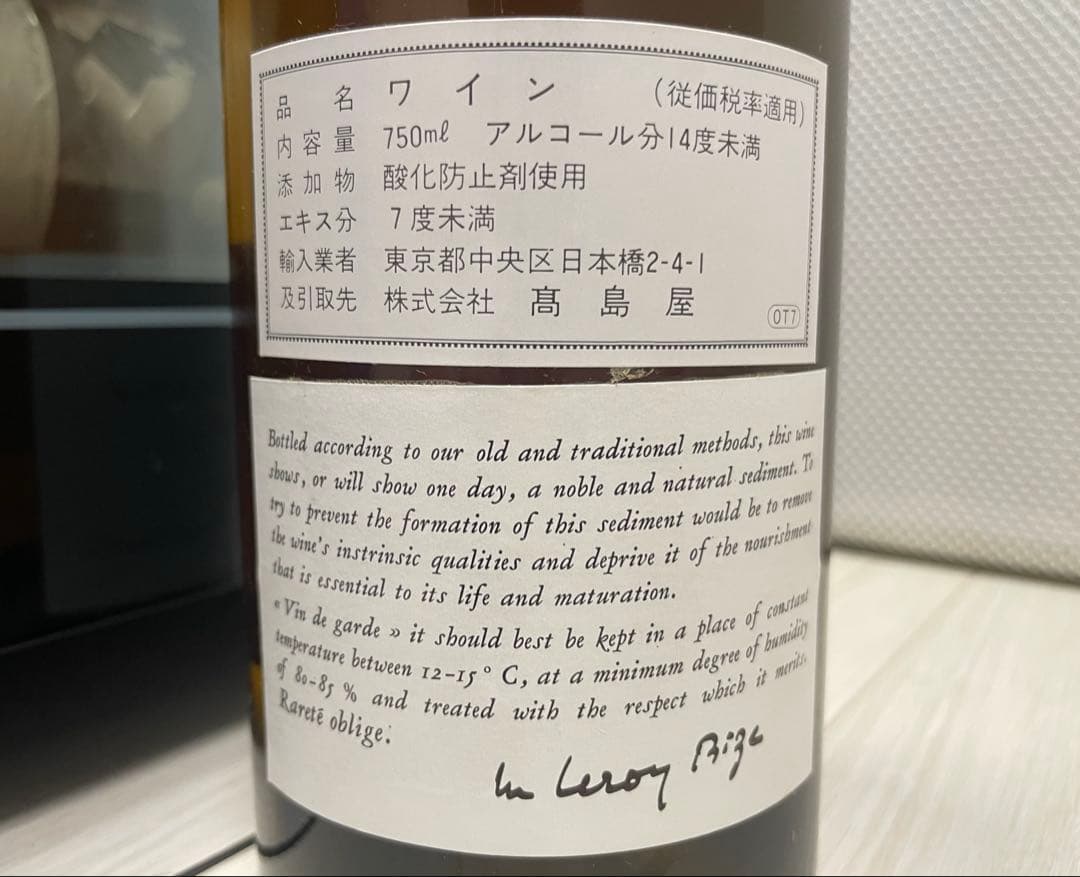 品名 ワイン (従価税率適用)
内容量 750ml アルコール分14度未満
添加物 酸化防止剤使用
エキス分 7度未満
輸入業者 東京都中央区日本橋2-4-1
及引取先 株式会社 髙島屋 OT7
Bottled according to our old and traditional methods, this wine
shows, or will show one day, a noble and natural sediment. To
try to prevent the formation of this sediment would be to remove
the wine's instrinsic qualities and deprive it of the nourishment
that is essential to its life and maturation.
« Vin de garde » it should best be kept in a place of constant
temperature between 12-15° C, at a minimum degree of humidity
of 80-85 % and treated with the respect which it merits.
Raretē oblige.
Leroy Bize